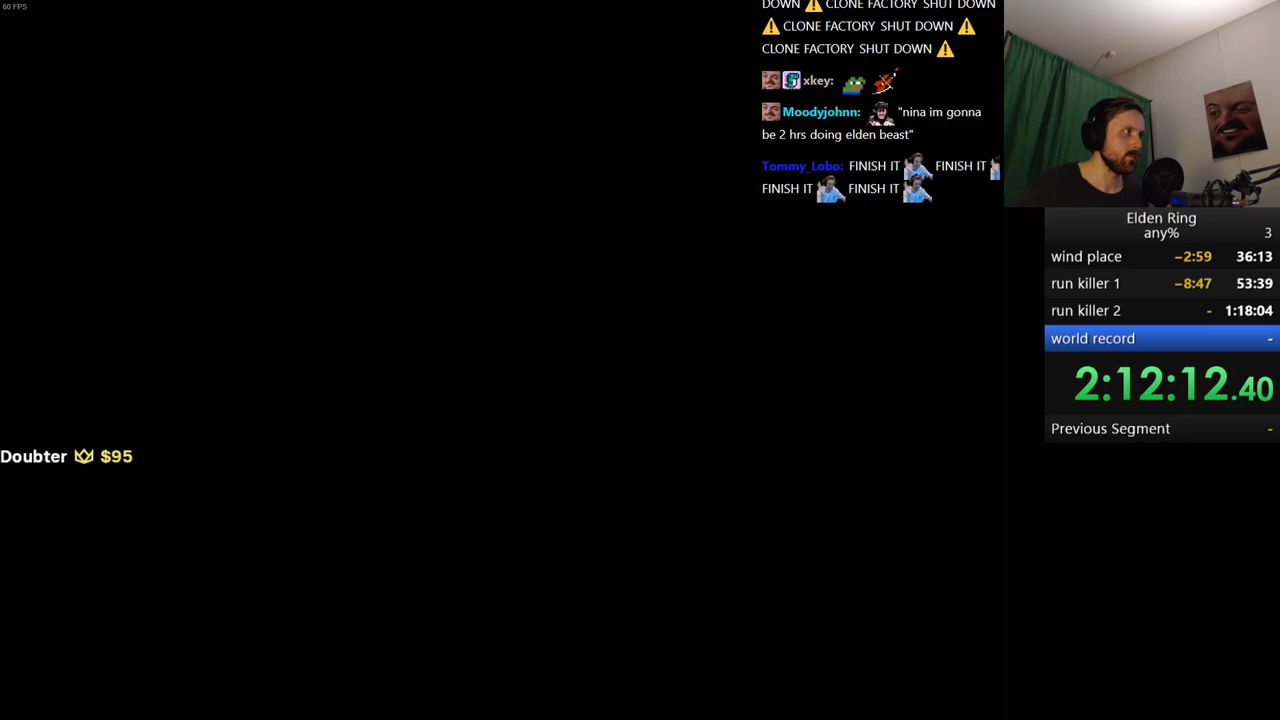 60 FPS
DOWN ⚠️ CLONE FACTORY SHUT DOWN
⚠️ CLONE FACTORY SHUT DOWN ⚠️
CLONE FACTORY SHUT DOWN ⚠️
xkey:
Moodyjohnn: "nina im gonna
be 2 hrs doing elden beast"
Tommy_Lobo: FINISH IT FINISH IT
FINISH IT FINISH IT
Elden Ring
any% 3
wind place −2:59 36:13
run killer 1 −8:47 53:39
run killer 2 - 1:18:04
world record -
2:12:12.40
Previous Segment -
Doubter $95